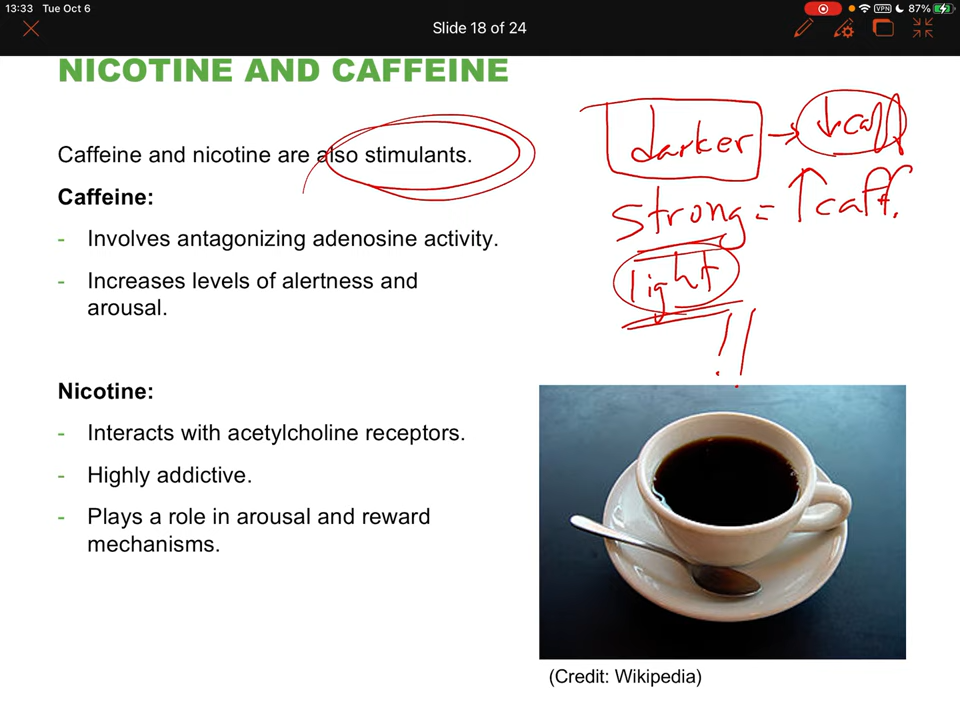 13:33 Tue Oct 6
VPN 87%
Slide 18 of 24
NICOTINE AND CAFFEINE
Caffeine and nicotine are also stimulants.
Caffeine:
- Involves antagonizing adenosine activity.
- Increases levels of alertness and
arousal.
Nicotine:
- Interacts with acetylcholine receptors.
- Highly addictive.
- Plays a role in arousal and reward
mechanisms.
darker → ↓caff
strong = ↑caff.
light
!!
(Credit: Wikipedia)